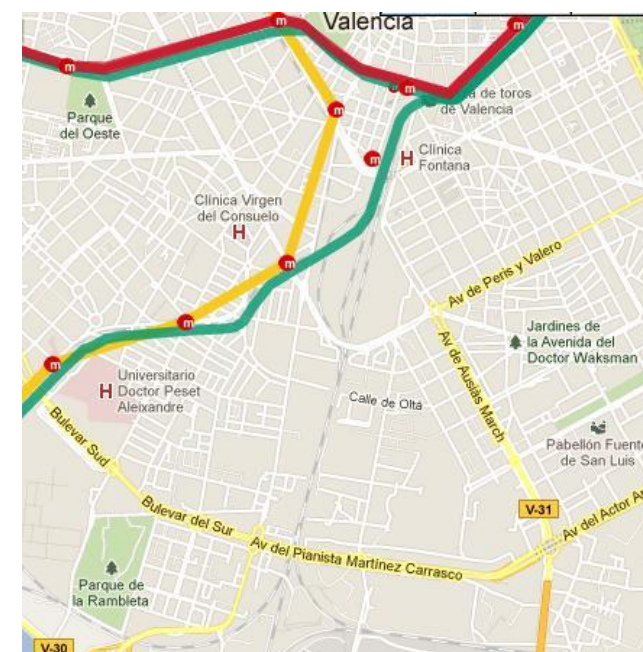 Valencia
m
m
m
m
a de toros
de Valencia
m
Parque
del Oeste
m
H
Clínica
Fontana
Clínica Virgen
del Consuelo
H
m
Av de Peris y Valero
m
Jardines de
la Avenida del
Doctor Waksman
Av de Ausiàs March
m
H
Universitario
Doctor Peset
Aleixandre
Calle de Oltá
Bulevar Sud
Pabellón Fuente
de San Luis
V-31
Bulevar del Sur
Av del Actor A
Av del Pianista Martínez Carrasco
Parque de
la Rambleta
V-30